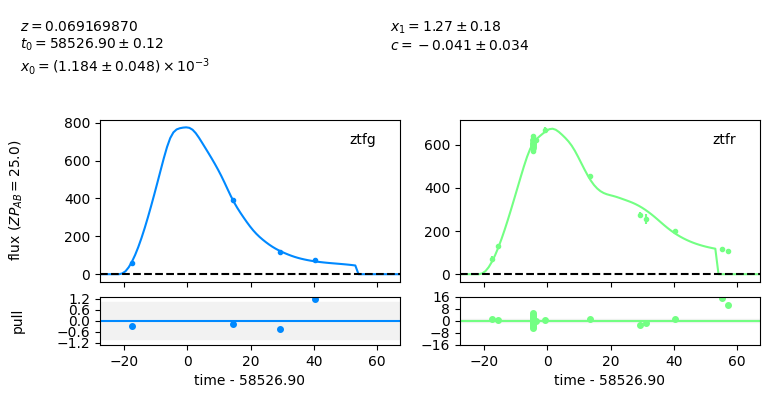 z = 0.069169870
t₀ = 58526.90 ± 0.12
x₀ = (1.184 ± 0.048) × 10⁻³
x₁ = 1.27 ± 0.18
c = −0.041 ± 0.034
flux (ZP_AB = 25.0)
800
600
400
200
0
ztfg
600
400
200
0
ztfr
pull
1.2
0.6
0.0
−0.6
−1.2
−20 0 20 40 60
time - 58526.90
16
8
0
−8
−16
−20 0 20 40 60
time - 58526.90